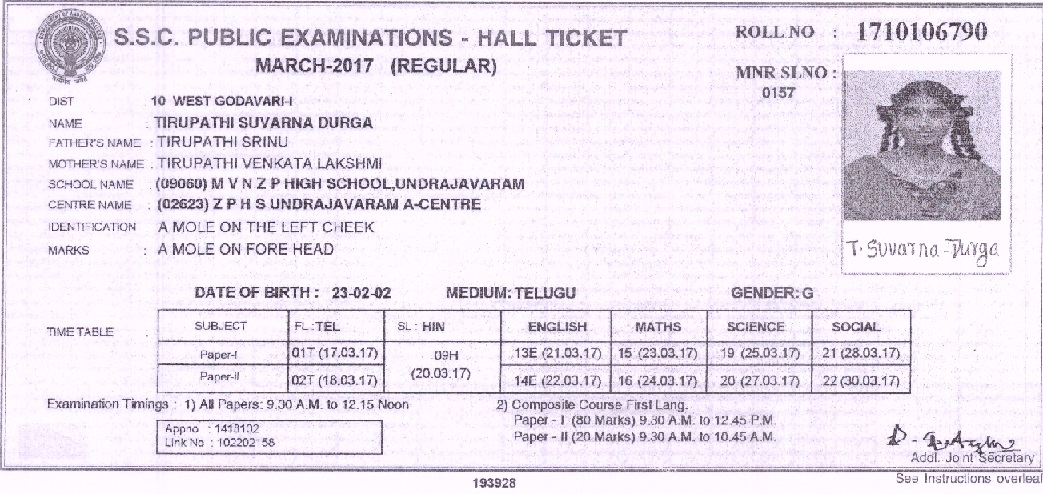 S.S.C. PUBLIC EXAMINATIONS - HALL TICKET
MARCH-2017 (REGULAR)
ROLL NO : 1710106790
MNR SLNO :
0157
DIST 10 WEST GODAVARI-I
NAME : TIRUPATHI SUVARNA DURGA
FATHER'S NAME : TIRUPATHI SRINU
MOTHER'S NAME : TIRUPATHI VENKATA LAKSHMI
SCHOOL NAME : (09060) M V N Z P HIGH SCHOOL,UNDRAJAVARAM
CENTRE NAME : (02623) Z P H S UNDRAJAVARAM A-CENTRE
IDENTIFICATION A MOLE ON THE LEFT CHEEK
MARKS : A MOLE ON FORE HEAD
T. Suvarna Durga
DATE OF BIRTH : 23-02-02 MEDIUM: TELUGU GENDER: G
TIME TABLE :
SUBJECT FL : TEL SL : HIN ENGLISH MATHS SCIENCE SOCIAL
Paper-I 01T (17.03.17) 09H (20.03.17) 13E (21.03.17) 15 (23.03.17) 19 (25.03.17) 21 (28.03.17)
Paper-II 02T (18.03.17) 14E (22.03.17) 16 (24.03.17) 20 (27.03.17) 22 (30.03.17)
Examination Timings : 1) All Papers: 9.30 A.M. to 12.15 Noon
2) Composite Course First Lang.
Paper - I (80 Marks) 9.30 A.M. to 12.45 P.M.
Paper - II (20 Marks) 9.30 A.M. to 10.45 A.M.
Appno : 1418102
Link No : 102202 58
Addl. Joint Secretary
See Instructions overleaf
193928